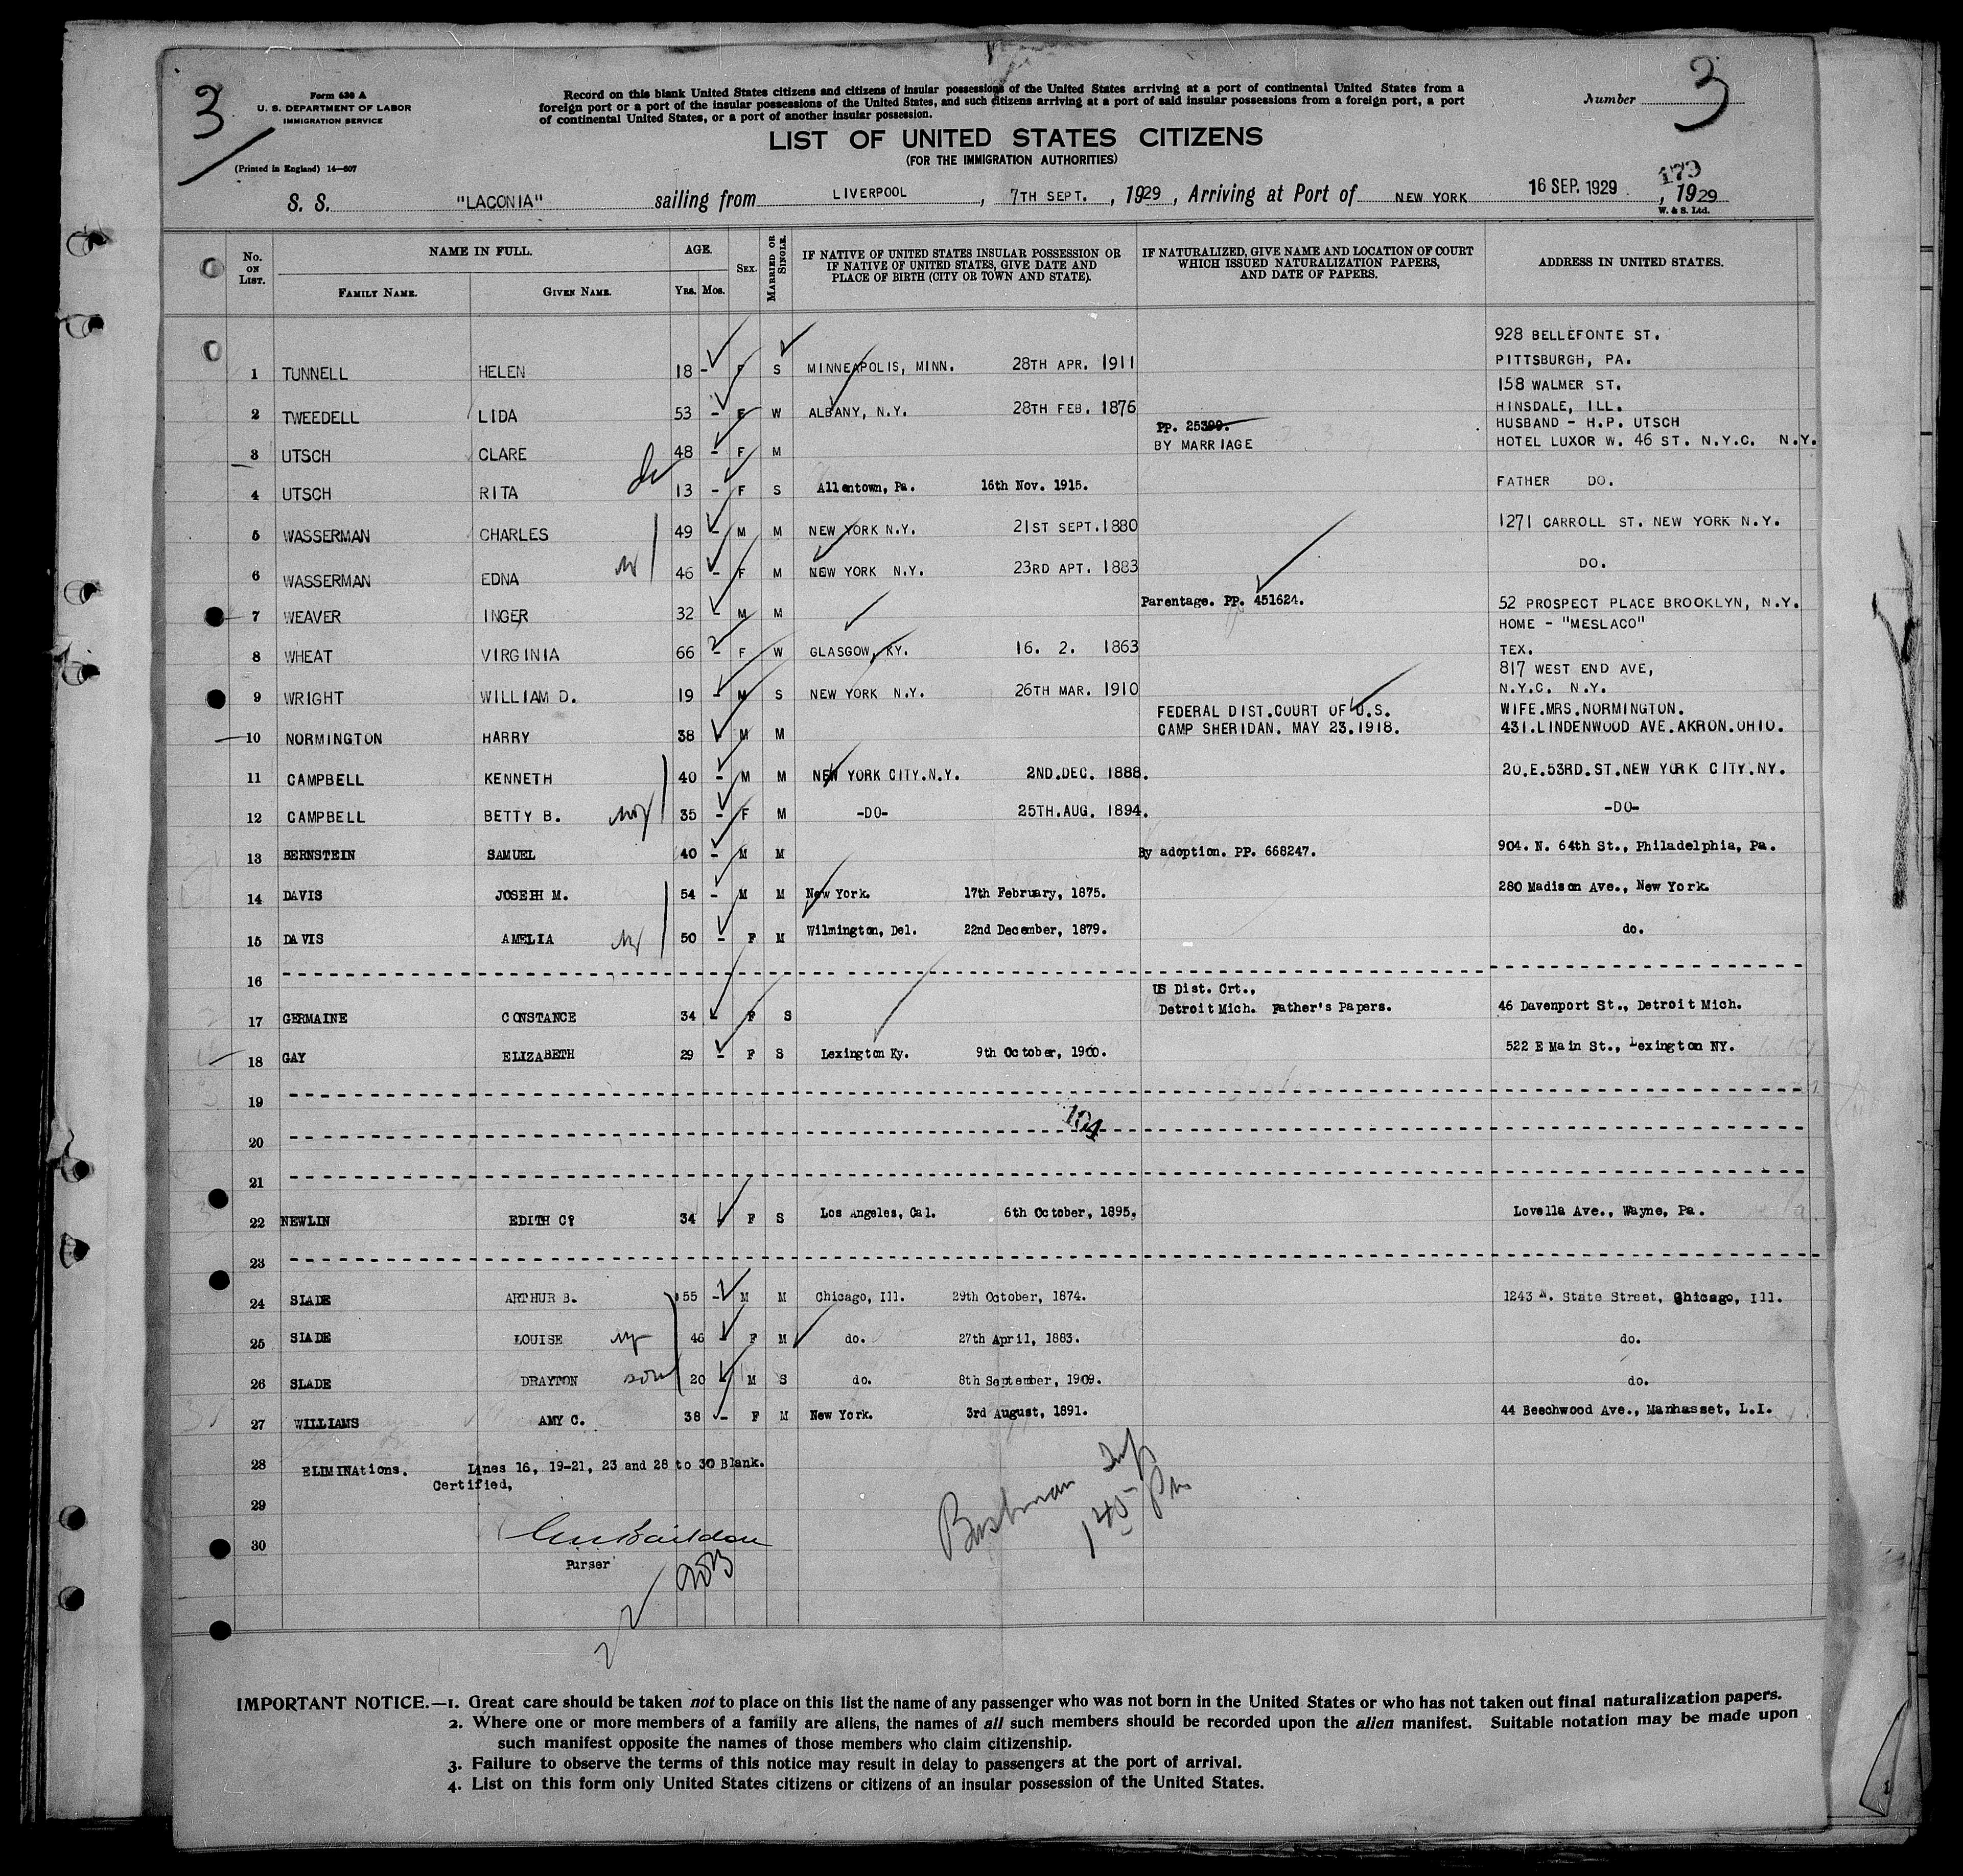 3
Form 630 A
U. S. DEPARTMENT OF LABOR
IMMIGRATION SERVICE
(Printed in England) 14—607
Record on this blank United States citizens and citizens of insular possessions of the United States arriving at a port of continental United States from a
foreign port or a port of the insular possessions of the United States, and such citizens arriving at a port of said insular possessions from a foreign port, a port
of continental United States, or a port of another insular possession.
Number 3
LIST OF UNITED STATES CITIZENS
(FOR THE IMMIGRATION AUTHORITIES)
173
S. S. "LACONIA" sailing from LIVERPOOL, 7TH SEPT., 1929, Arriving at Port of NEW YORK 16 SEP. 1929, 1929
W. & S. Ltd.
No. ON LIST. NAME IN FULL. FAMILY NAME. GIVEN NAME. AGE. YRS. MOS. SEX. MARRIED OR SINGLE. IF NATIVE OF UNITED STATES INSULAR POSSESSION OR IF NATIVE OF UNITED STATES, GIVE DATE AND PLACE OF BIRTH (CITY OR TOWN AND STATE). IF NATURALIZED, GIVE NAME AND LOCATION OF COURT WHICH ISSUED NATURALIZATION PAPERS, AND DATE OF PAPERS. ADDRESS IN UNITED STATES.
928 BELLEFONTE ST.
1 TUNNELL HELEN 18 - F S MINNEAPOLIS, MINN. 28TH APR. 1911 PITTSBURGH, PA.
158 WALMER ST.
2 TWEEDELL LIDA 53 - F W ALBANY, N.Y. 28TH FEB. 1876 HINSDALE, ILL.
PP. 25399. HUSBAND - H.P. UTSCH
3 UTSCH CLARE 48 - F M BY MARRIAGE HOTEL LUXOR W. 46 ST. N.Y.C. N.Y.
4 UTSCH RITA 13 - F S Allentown, Pa. 16th Nov. 1915. FATHER DO.
5 WASSERMAN CHARLES 49 - M M NEW YORK N.Y. 21ST SEPT.1880 1271 CARROLL ST. NEW YORK N.Y.
6 WASSERMAN EDNA 46 - F M NEW YORK N.Y. 23RD APT. 1883 DO.
7 WEAVER INGER 32 - M M Parentage. PP. 451624. 52 PROSPECT PLACE BROOKLYN, N.Y.
HOME - "MESLACO"
8 WHEAT VIRGINIA 66 - F W GLASGOW, KY. 16. 2. 1863 TEX.
817 WEST END AVE,
9 WRIGHT WILLIAM D. 19 - M S NEW YORK N.Y. 26TH MAR. 1910 N.Y.C. N.Y.
FEDERAL DIST.COURT OF U.S. WIFE.MRS.NORMINGTON.
10 NORMINGTON HARRY 38 - M M CAMP SHERIDAN. MAY 23.1918. 431.LINDENWOOD AVE.AKRON.OHIO.
11 CAMPBELL KENNETH 40 - M M NEW YORK CITY.N.Y. 2ND.DEC. 1888. 20.E.53RD.ST.NEW YORK CITY.NY.
12 CAMPBELL BETTY B. 35 - F M -DO- 25TH.AUG. 1894. -DO-
13 BERNSTEIN SAMUEL 40 - M M By adoption. PP. 668247. 904. N. 64th St., Philadelphia, Pa.
14 DAVIS JOSEPH M. 54 - M M New York. 17th February, 1875. 280 Madison Ave., New York.
15 DAVIS AMELIA 50 - F M Wilmington, Del. 22nd December, 1879. do.
16
US Dist. Crt.,
17 GERMAINE CONSTANCE 34 - F S Detroit Mich. Father's Papers. 46 Davenport St., Detroit Mich.
18 GAY ELIZABETH 29 - F S Lexington Ky. 9th October, 1900. 522 E Main St., Lexington NY.
19
104
20
21
22 NEWLIN EDITH C? 34 - F S Los Angeles, Cal. 6th October, 1895. Lovella Ave., Wayne, Pa.
23
24 SLADE ARTHUR B. 55 - M M Chicago, Ill. 29th October, 1874. 1243 N. State Street, Chicago, Ill.
25 SLADE LOUISE 46 - F M do. 27th April, 1883. do.
26 SLADE DRAYTON son 20 - M S do. 8th September, 1909. do.
27 WILLIAMS AMY C. 38 - F M New York. 3rd August, 1891. 44 Beechwood Ave., Manhasset, L.I.
28 ELIMINAtions. Lines 16, 19-21, 23 and 28 to 30 Blank.
Certified,
29
30
Purser
Bushman Insp
1 45 Pm
IMPORTANT NOTICE.—1. Great care should be taken not to place on this list the name of any passenger who was not born in the United States or who has not taken out final naturalization papers.
2. Where one or more members of a family are aliens, the names of all such members should be recorded upon the alien manifest. Suitable notation may be made upon
such manifest opposite the names of those members who claim citizenship.
3. Failure to observe the terms of this notice may result in delay to passengers at the port of arrival.
4. List on this form only United States citizens or citizens of an insular possession of the United States.